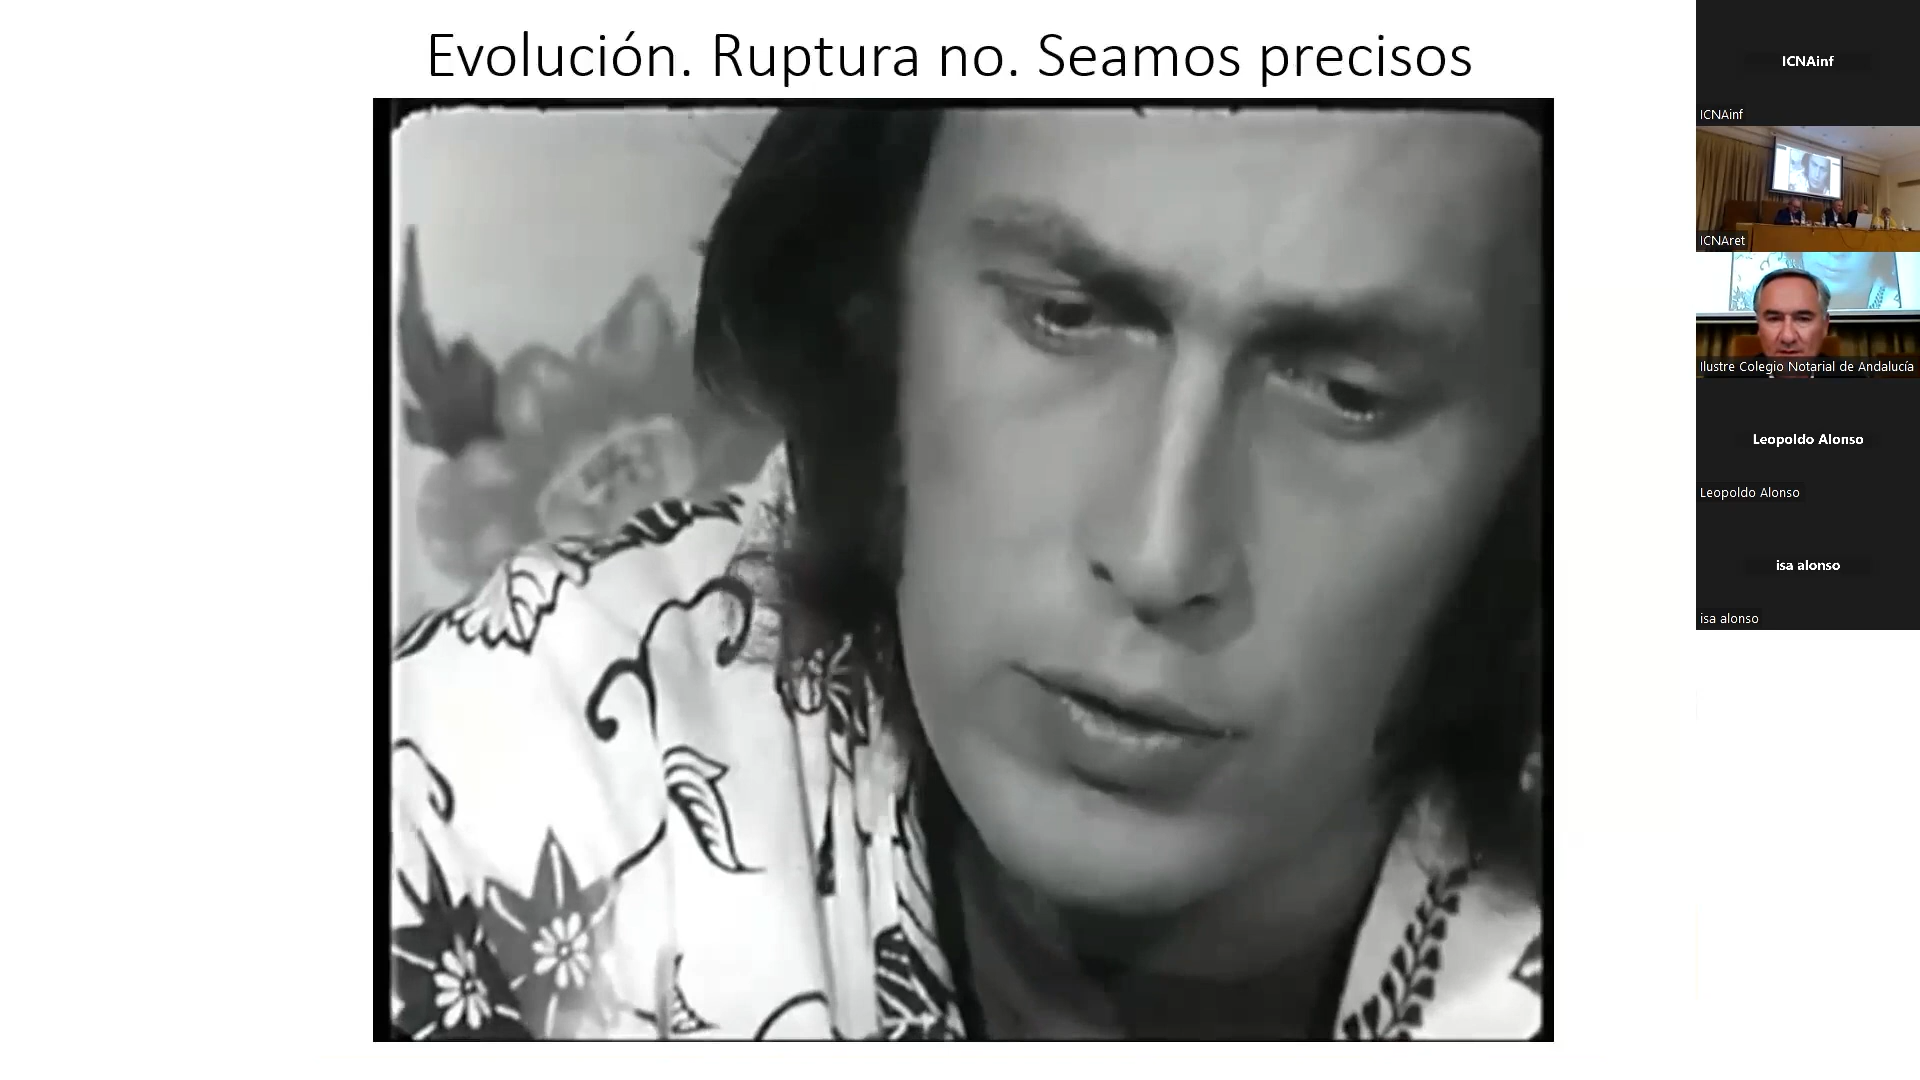 Evolución. Ruptura no. Seamos precisos
ICNAinf
ICNAinf
ICNAret
Ilustre Colegio Notarial de Andalucía
Leopoldo Alonso
Leopoldo Alonso
isa alonso
isa alonso